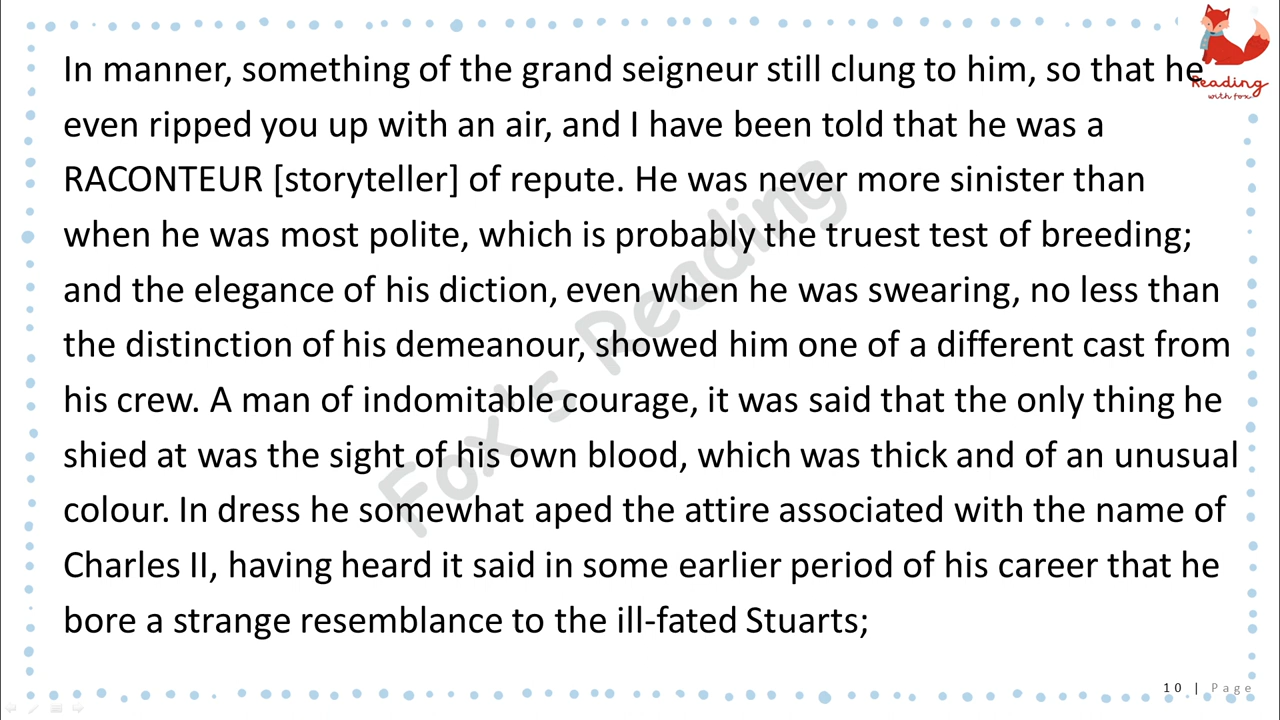 In manner, something of the grand seigneur still clung to him, so that he
even ripped you up with an air, and I have been told that he was a
RACONTEUR [storyteller] of repute. He was never more sinister than
when he was most polite, which is probably the truest test of breeding;
and the elegance of his diction, even when he was swearing, no less than
the distinction of his demeanour, showed him one of a different cast from
his crew. A man of indomitable courage, it was said that the only thing he
shied at was the sight of his own blood, which was thick and of an unusual
colour. In dress he somewhat aped the attire associated with the name of
Charles II, having heard it said in some earlier period of his career that he
bore a strange resemblance to the ill-fated Stuarts;
Reading
with fox
Fox's Reading
10 | Page